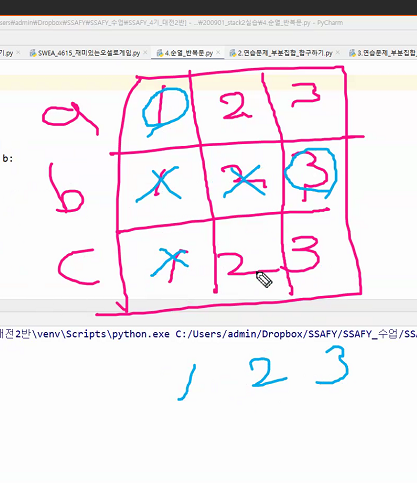 ers\admin\Dropbox\SSAFY\SSAFY_수업\SSAFY_4기_대전2반] - ...#200901_stack2실습#4.순열_반복문.py - PyCharm
기.py SWEA_4615_재미있는오셀로게임.py 4.순열_반복문.py 2.연습문제_부분집합_합구하기.py 3.연습문제_부분집합
a 1 2 3
b:
b 1 2 3
c 1 2 3
대전2반\venv\Scripts\python.exe C:/Users/admin/Dropbox/SSAFY/SSAFY_수업/SSA
1 2 3